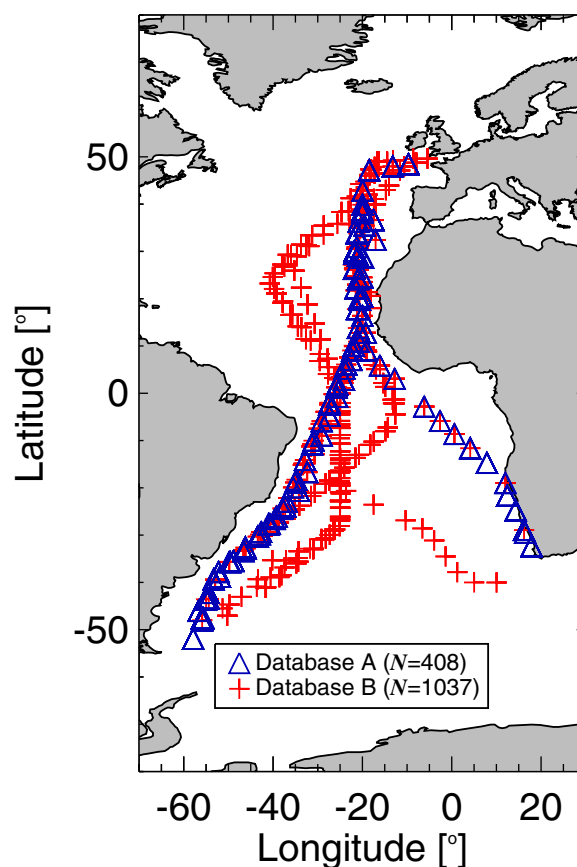 50
0
-50
Latitude [°]
Database A (N=408)
Database B (N=1037)
-60 -40 -20 0 20
Longitude [°]